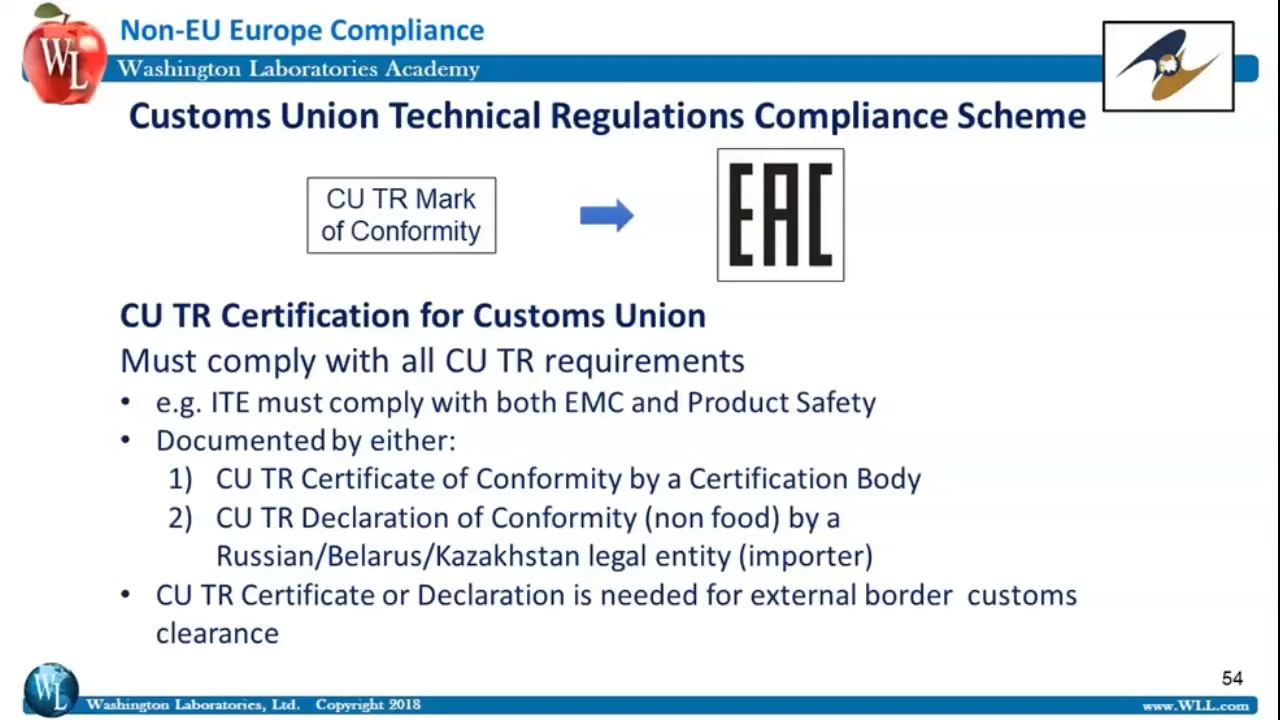 Non-EU Europe Compliance
WL
Washington Laboratories Academy
Customs Union Technical Regulations Compliance Scheme
CU TR Mark
of Conformity
EAC
CU TR Certification for Customs Union
Must comply with all CU TR requirements
• e.g. ITE must comply with both EMC and Product Safety
• Documented by either:
1) CU TR Certificate of Conformity by a Certification Body
2) CU TR Declaration of Conformity (non food) by a
Russian/Belarus/Kazakhstan legal entity (importer)
• CU TR Certificate or Declaration is needed for external border customs
clearance
54
WL
Washington Laboratories, Ltd. Copyright 2018
www.WLL.com